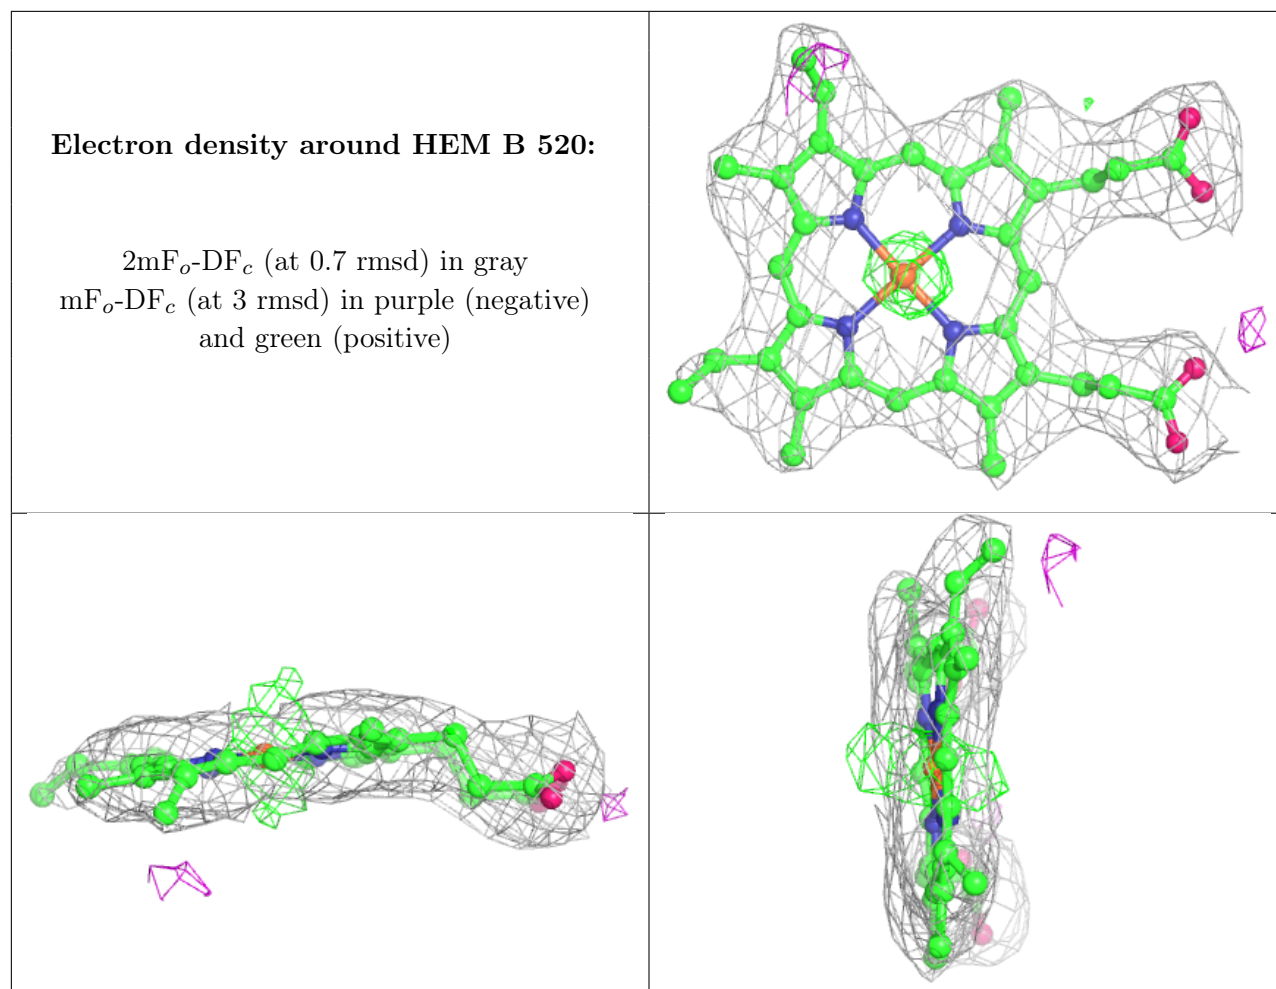 Electron density around HEM B 520:
2mFₒ-DF𝒸 (at 0.7 rmsd) in gray
mFₒ-DF𝒸 (at 3 rmsd) in purple (negative)
and green (positive)